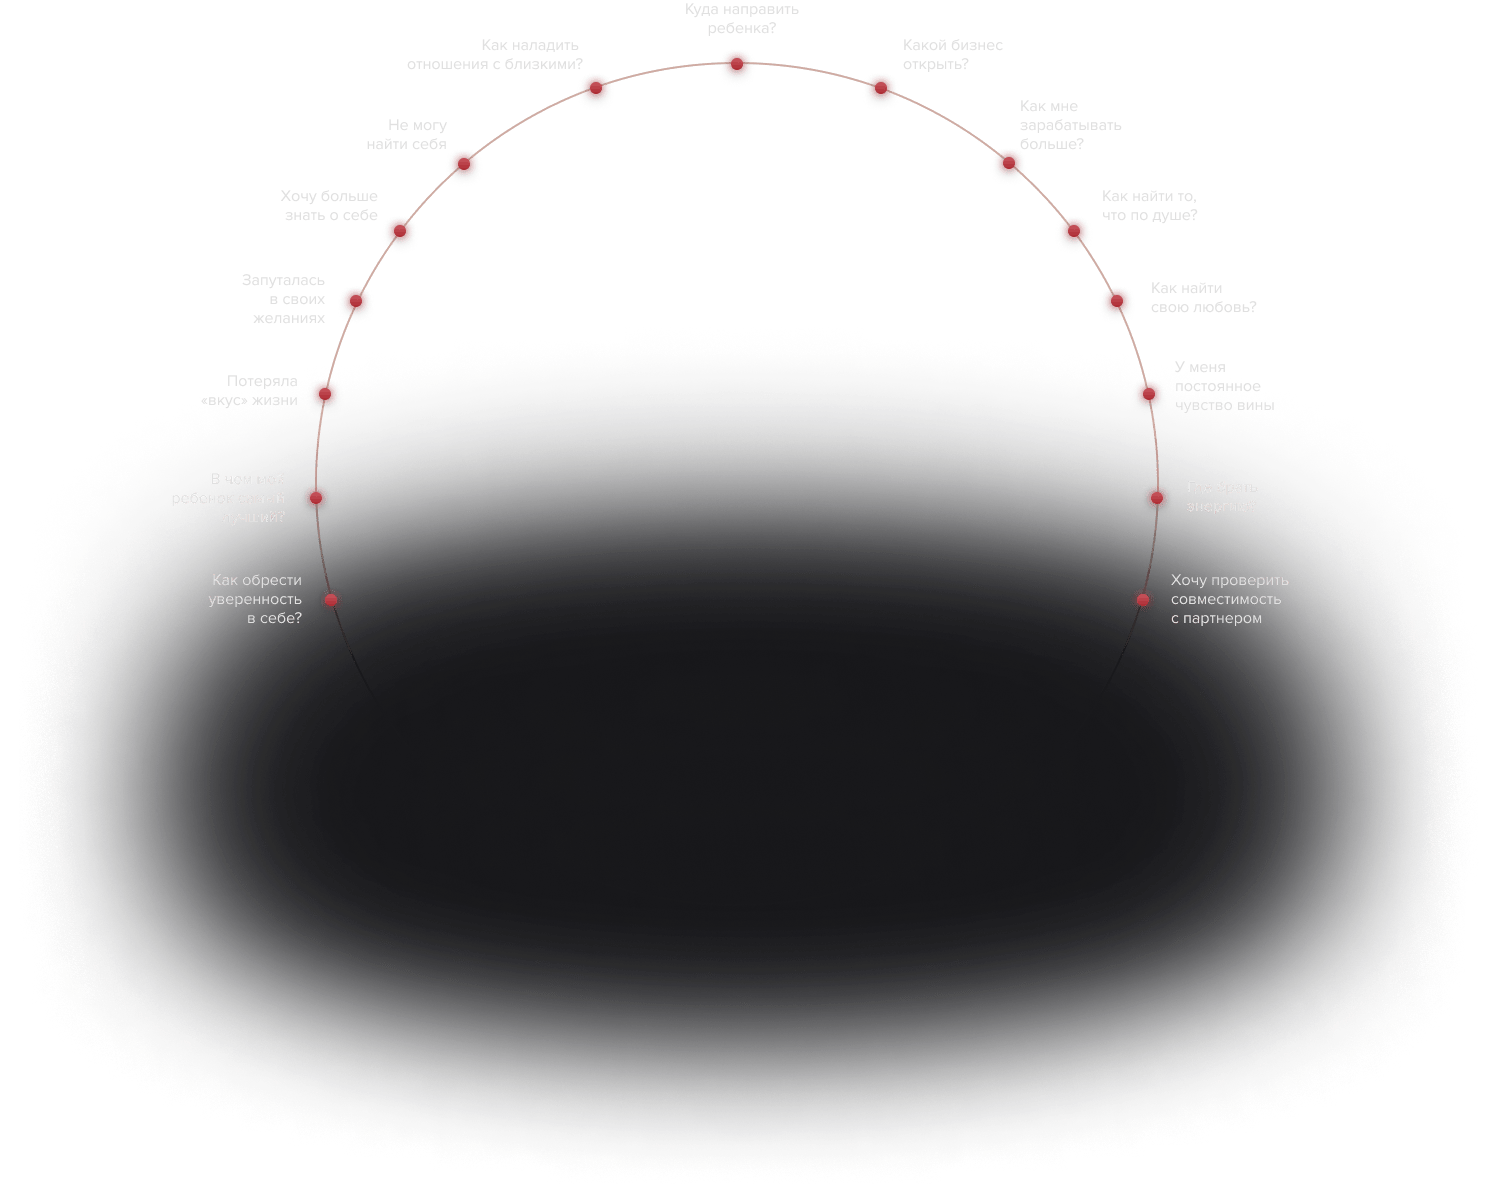 Куда направить
ребенка?
Как наладить
отношения с близкими?
Какой бизнес
открыть?
Как мне
зарабатывать
больше?
Не могу
найти себя
Как найти то,
что по душе?
Хочу больше
знать о себе
Как найти
свою любовь?
Запуталась
в своих
желаниях
У меня
постоянное
чувство вины
Потеряла
«вкус» жизни
В чем мой
ребенок
Как обрести
уверенность
в себе?
Хочу проверить
совместимость
с партнером